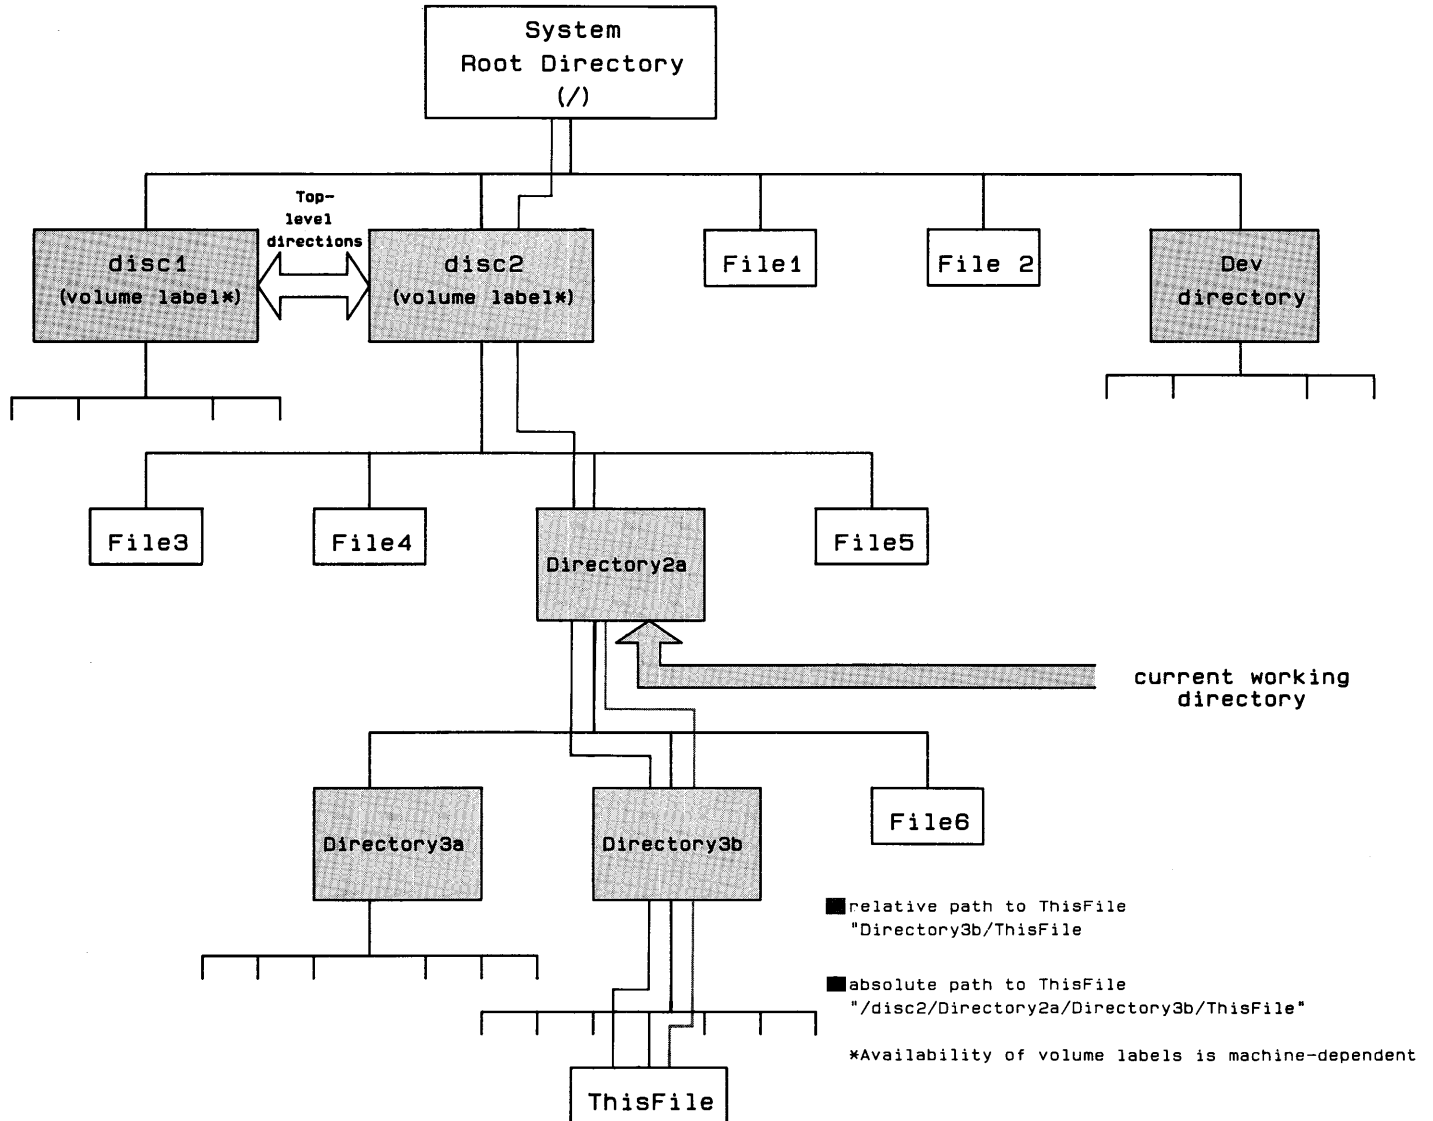 System
Root Directory
(/)
Top-
level
directions
disc1
(volume label*)
disc2
(volume label*)
File1
File 2
Dev
directory
File3
File4
Directory2a
File5
current working
directory
Directory3a
Directory3b
File6
relative path to ThisFile
"Directory3b/ThisFile
absolute path to ThisFile
"/disc2/Directory2a/Directory3b/ThisFile"
*Availability of volume labels is machine-dependent
ThisFile